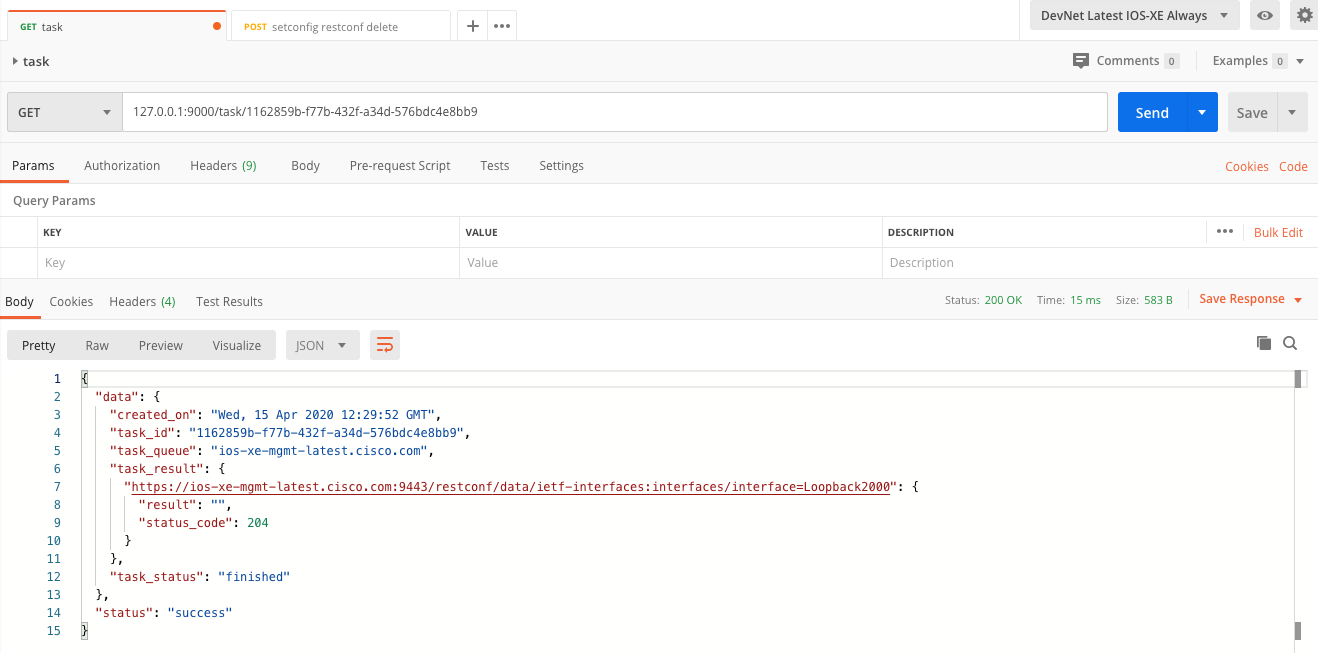 GET task POST setconfig restconf delete + ••• DevNet Latest IOS-XE Always
task Comments 0 Examples 0
GET 127.0.0.1:9000/task/1162859b-f77b-432f-a34d-576bdc4e8bb9 Send Save
Params Authorization Headers (9) Body Pre-request Script Tests Settings Cookies Code
Query Params
KEY VALUE DESCRIPTION ••• Bulk Edit
Key Value Description
Body Cookies Headers (4) Test Results Status: 200 OK Time: 15 ms Size: 583 B Save Response
Pretty Raw Preview Visualize JSON
1 {
2 "data": {
3 "created_on": "Wed, 15 Apr 2020 12:29:52 GMT",
4 "task_id": "1162859b-f77b-432f-a34d-576bdc4e8bb9",
5 "task_queue": "ios-xe-mgmt-latest.cisco.com",
6 "task_result": {
7 "https://ios-xe-mgmt-latest.cisco.com:9443/restconf/data/ietf-interfaces:interfaces/interface=Loopback2000": {
8 "result": "",
9 "status_code": 204
10 }
11 },
12 "task_status": "finished"
13 },
14 "status": "success"
15 }